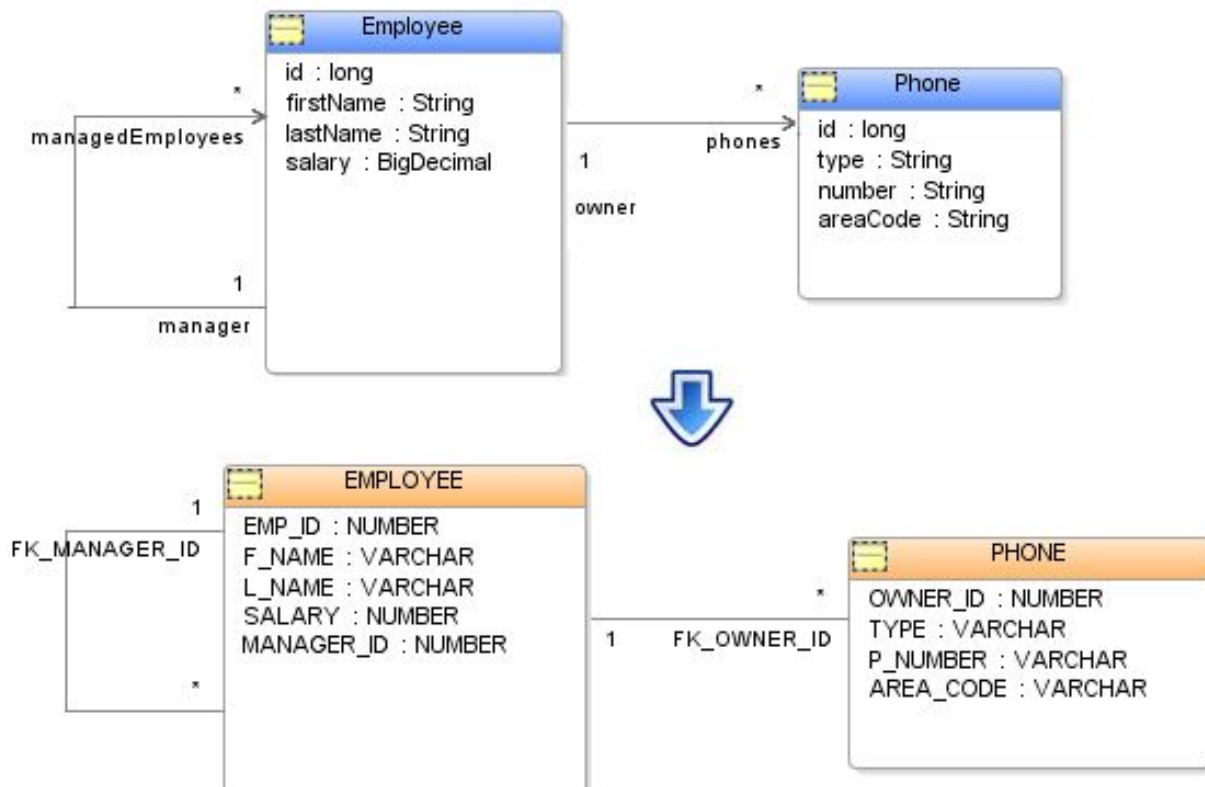 Employee
id : long
firstName : String
lastName : String
salary : BigDecimal
*
managedEmployees
1
manager
*
phones
1
owner
Phone
id : long
type : String
number : String
areaCode : String
EMPLOYEE
EMP_ID : NUMBER
F_NAME : VARCHAR
L_NAME : VARCHAR
SALARY : NUMBER
MANAGER_ID : NUMBER
1
FK_MANAGER_ID
*
*
1
FK_OWNER_ID
PHONE
OWNER_ID : NUMBER
TYPE : VARCHAR
P_NUMBER : VARCHAR
AREA_CODE : VARCHAR